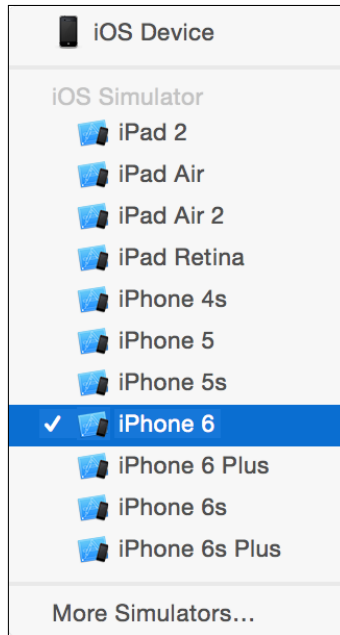 iOS Device
iOS Simulator
iPad 2
iPad Air
iPad Air 2
iPad Retina
iPhone 4s
iPhone 5
iPhone 5s
✓ iPhone 6
iPhone 6 Plus
iPhone 6s
iPhone 6s Plus
More Simulators...